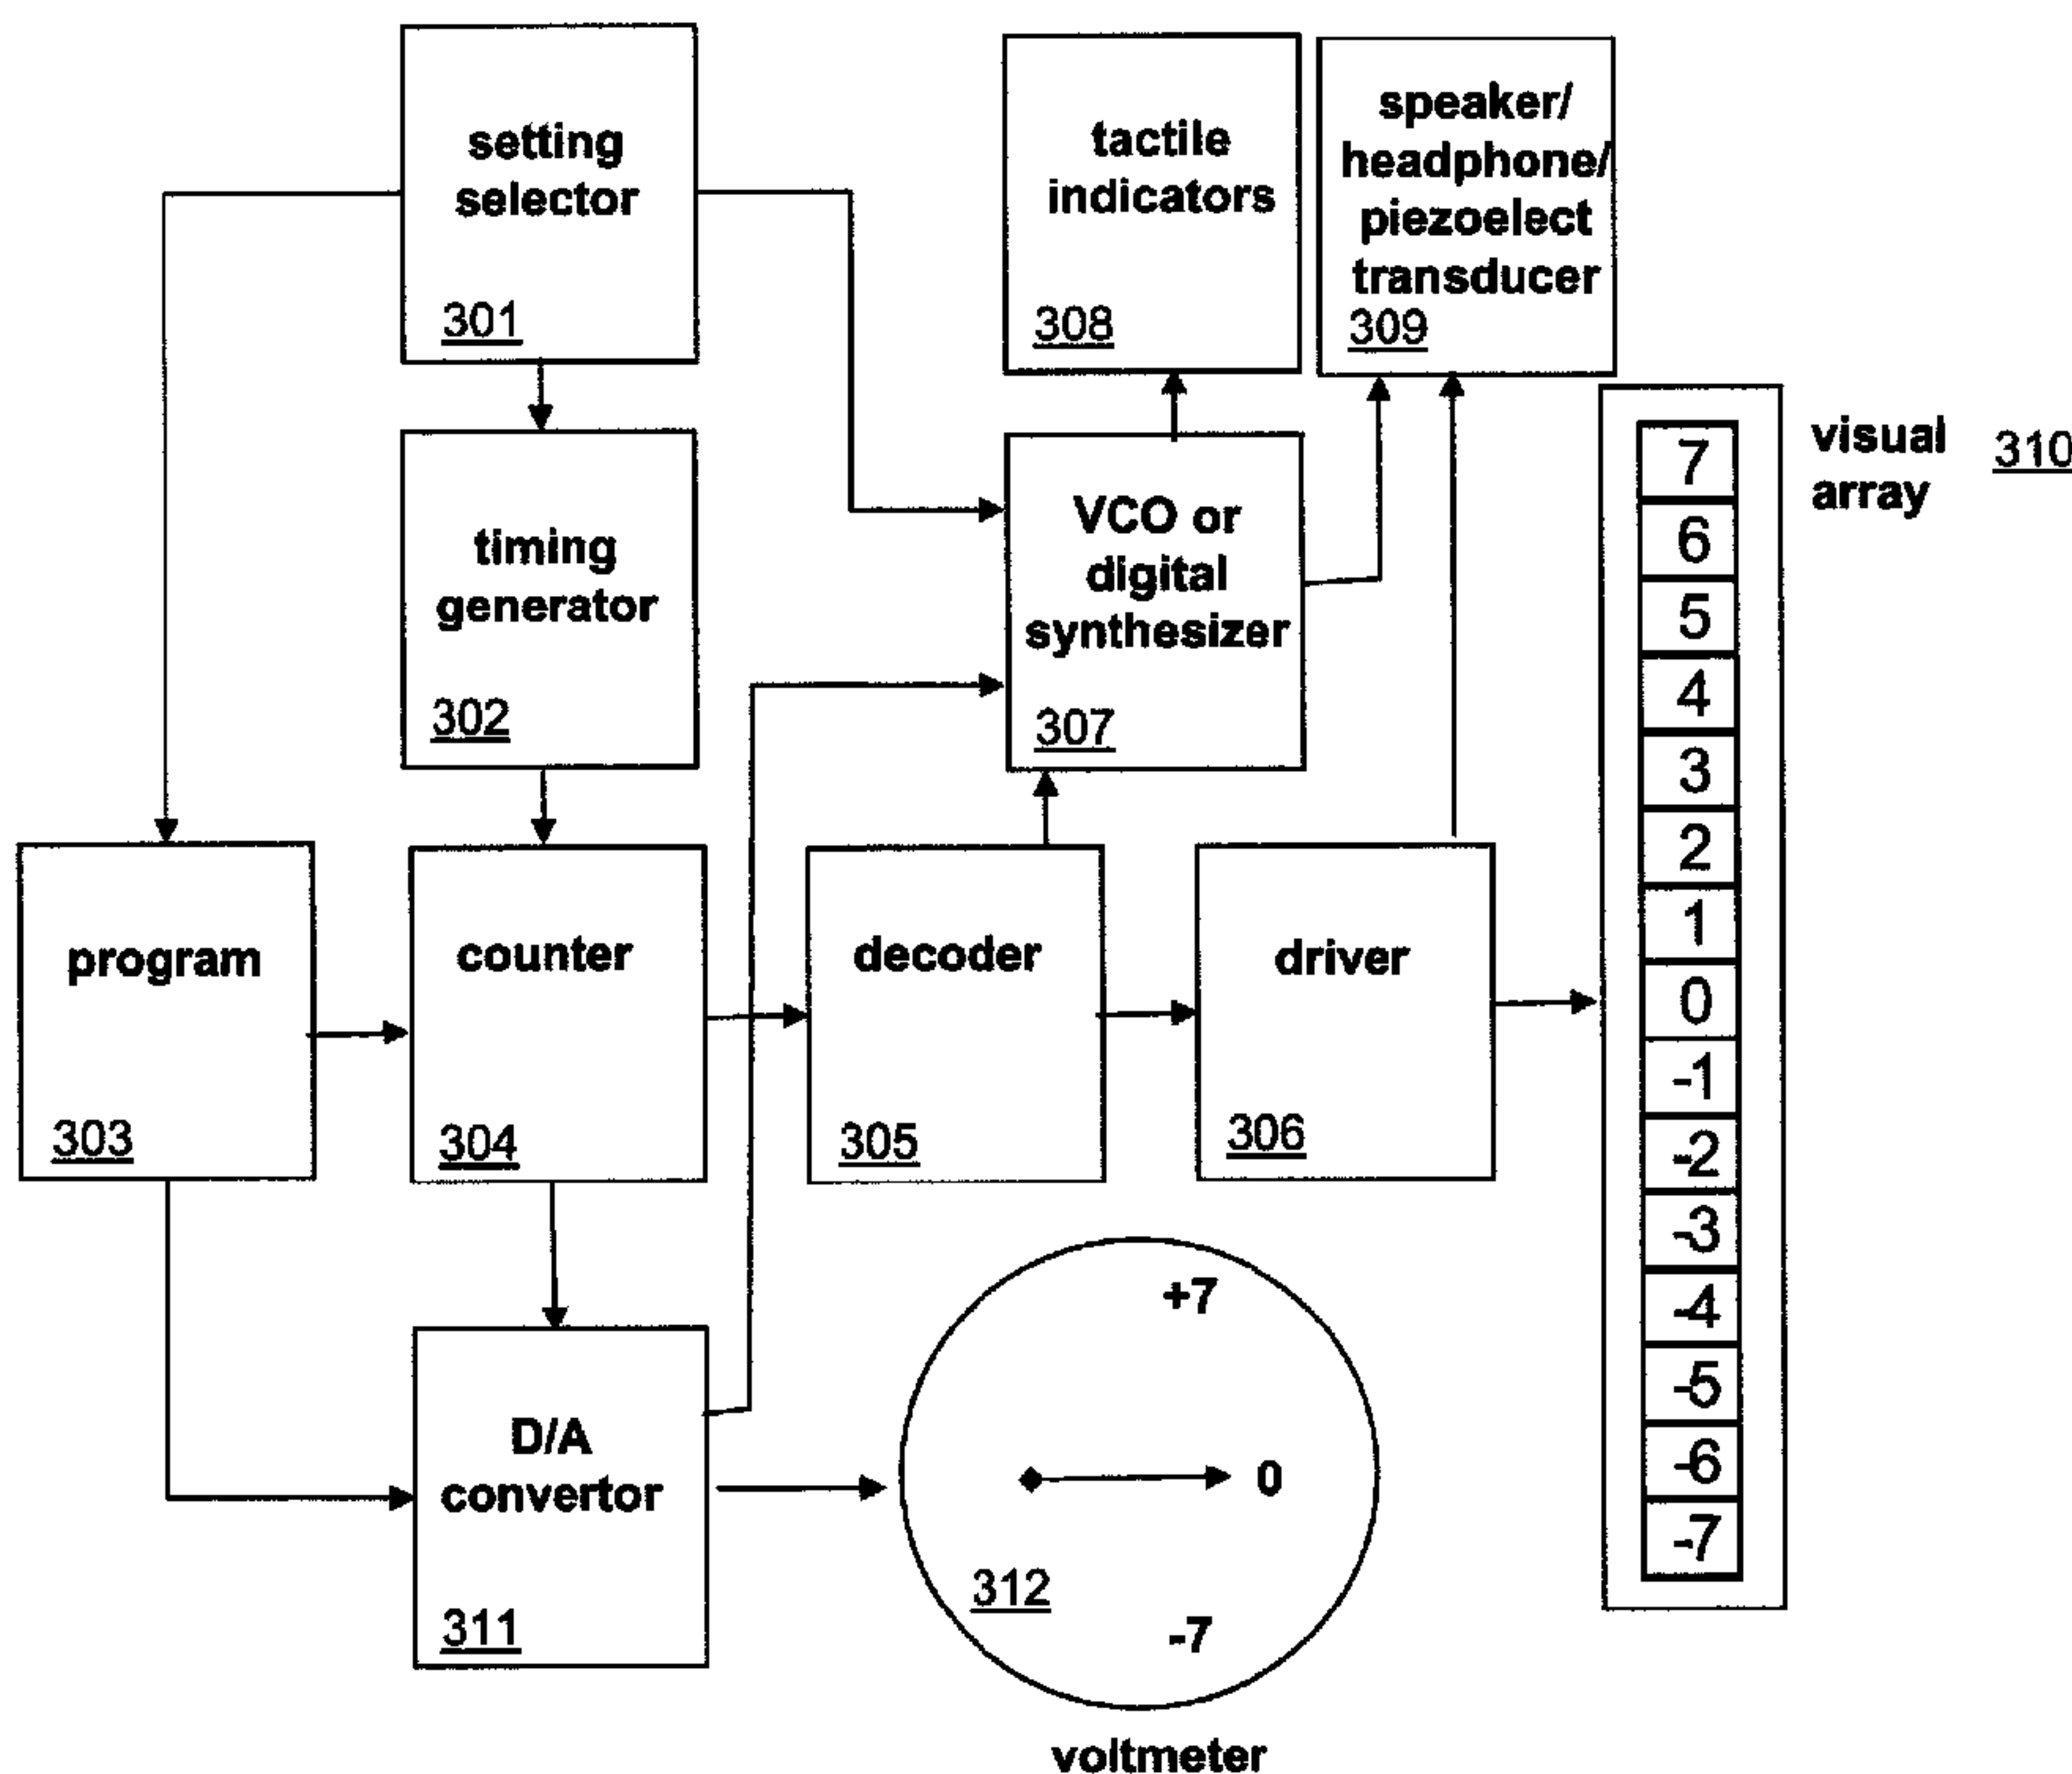 setting
selector
301
tactile
indicators
308
speaker/
headphone/
piezoelect
transducer
309
visual
array
310
timing
generator
302
VCO or
digital
synthesizer
307
program
303
counter
304
decoder
305
driver
306
7
6
5
4
3
2
1
0
-1
-2
-3
-4
-5
-6
-7
D/A
convertor
311
+7
0
312
-7
voltmeter